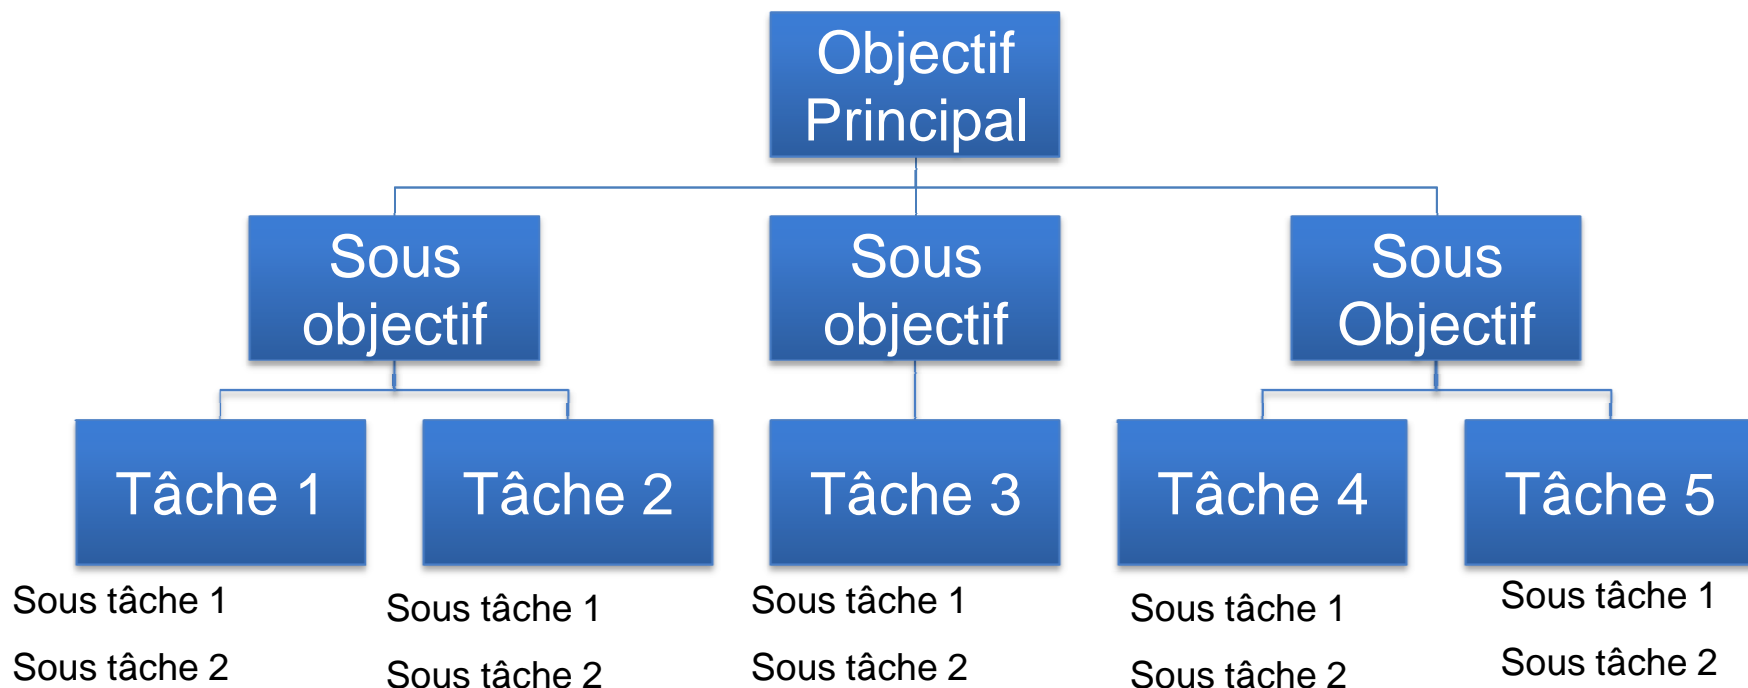 Objectif
Principal
Sous
objectif
Sous
objectif
Sous
Objectif
Tâche 1
Tâche 2
Tâche 3
Tâche 4
Tâche 5
Sous tâche 1
Sous tâche 2
Sous tâche 1
Sous tâche 2
Sous tâche 1
Sous tâche 2
Sous tâche 1
Sous tâche 2
Sous tâche 1
Sous tâche 2